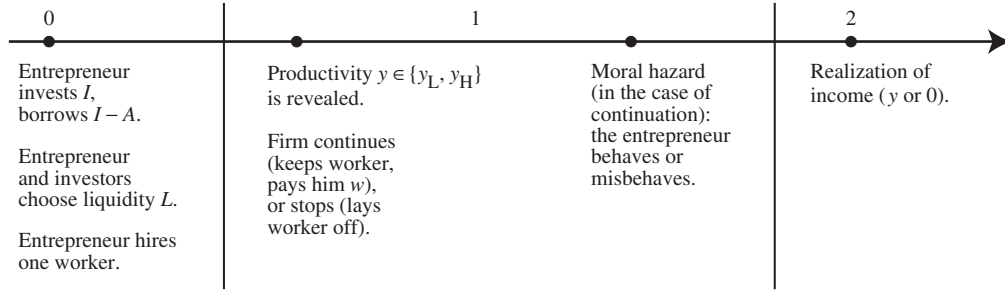 0
1
2
Entrepreneur
invests I,
borrows I – A.
Entrepreneur
and investors
choose liquidity L.
Entrepreneur hires
one worker.
Productivity y ∈ {y_L, y_H}
is revealed.
Firm continues
(keeps worker,
pays him w),
or stops (lays
worker off).
Moral hazard
(in the case of
continuation):
the entrepreneur
behaves or
misbehaves.
Realization of
income (y or 0).